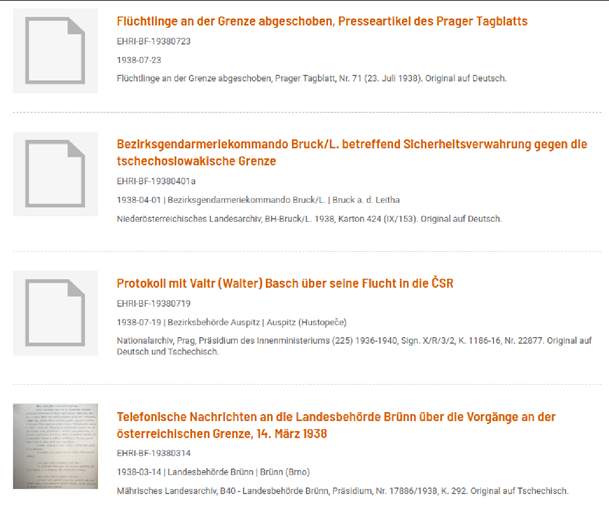 Flüchtlinge an der Grenze abgeschoben, Presseartikel des Prager Tagblatts
EHRI-BF-19380723
1938-07-23
Flüchtlinge an der Grenze abgeschoben, Prager Tagblatt, Nr. 71 (23. Juli 1938). Original auf Deutsch.
Bezirksgendarmeriekommando Bruck/L. betreffend Sicherheitsverwahrung gegen die
tschechoslowakische Grenze
EHRI-BF-19380401a
1938-04-01 | Bezirksgendarmeriekommando Bruck/L. | Bruck a. d. Leitha
Niederösterreichisches Landesarchiv, BH-Bruck/L. 1938, Karton 424 (IX/153). Original auf Deutsch.
Protokoll mit Valtr (Walter) Basch über seine Flucht in die ČSR
EHRI-BF-19380719
1938-07-19 | Bezirksbehörde Auspitz | Auspitz (Hustopeče)
Nationalarchiv, Prag, Präsidium des Innenministeriums (225) 1936-1940, Sign. X/R/3/2, K. 1186-16, Nr. 22877. Original auf
Deutsch und Tschechisch.
Telefonische Nachrichten an die Landesbehörde Brünn über die Vorgänge an der
österreichischen Grenze, 14. März 1938
EHRI-BF-19380314
1938-03-14 | Landesbehörde Brünn | Brünn (Brno)
Mährisches Landesarchiv, B40 - Landesbehörde Brünn, Präsidium, Nr. 17886/1938, K. 292. Original auf Tschechisch.